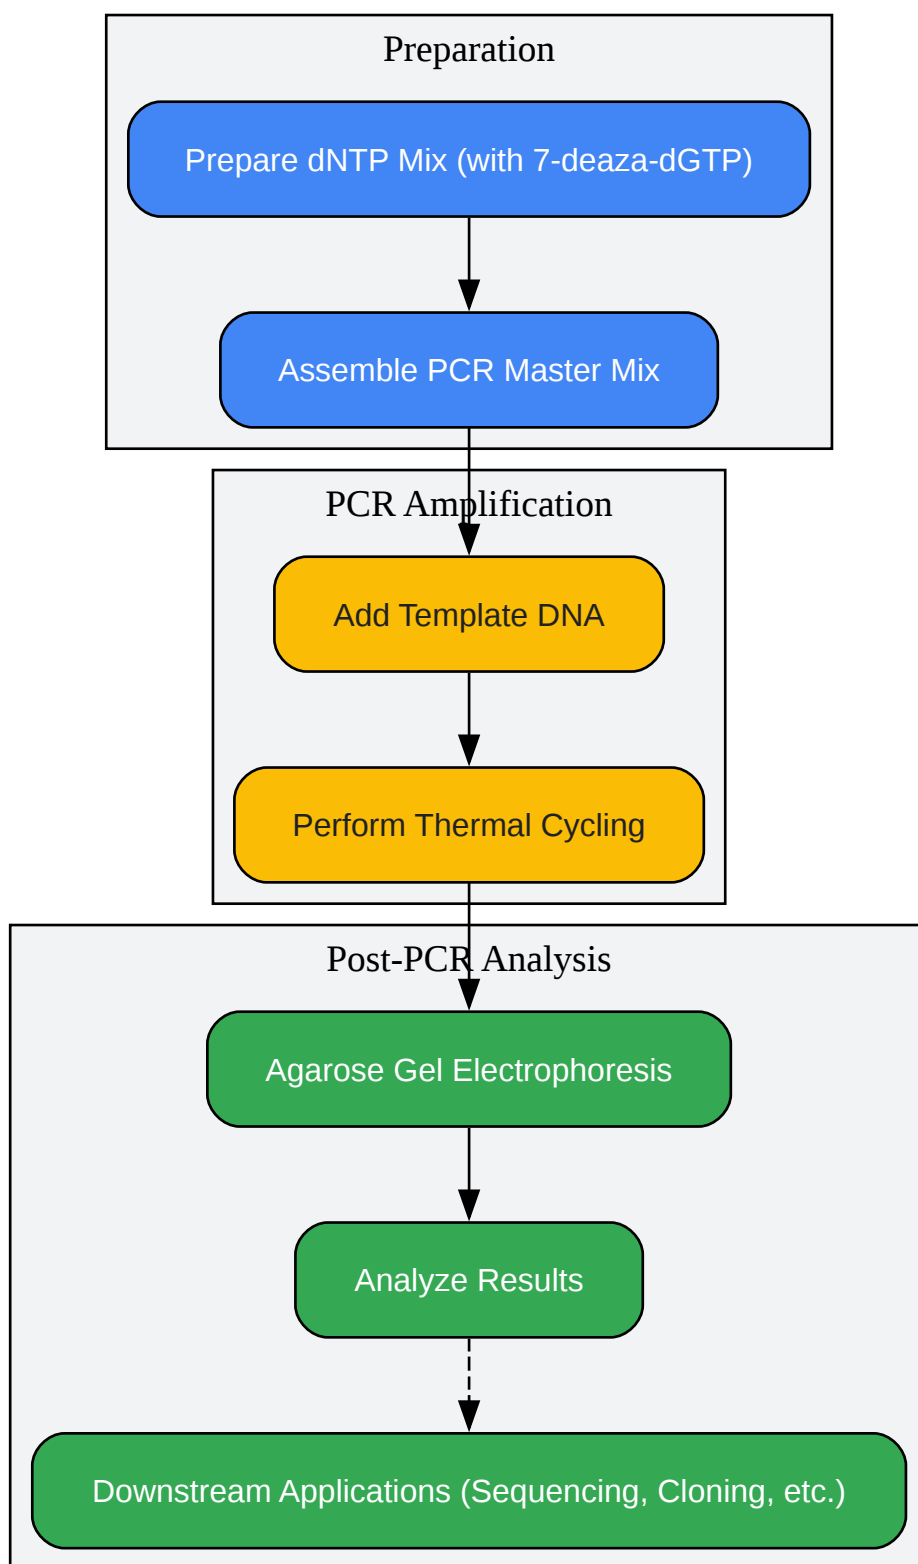 Preparation
Prepare dNTP Mix (with 7-deaza-dGTP)
Assemble PCR Master Mix
PCR Amplification
Add Template DNA
Perform Thermal Cycling
Post-PCR Analysis
Agarose Gel Electrophoresis
Analyze Results
Downstream Applications (Sequencing, Cloning, etc.)